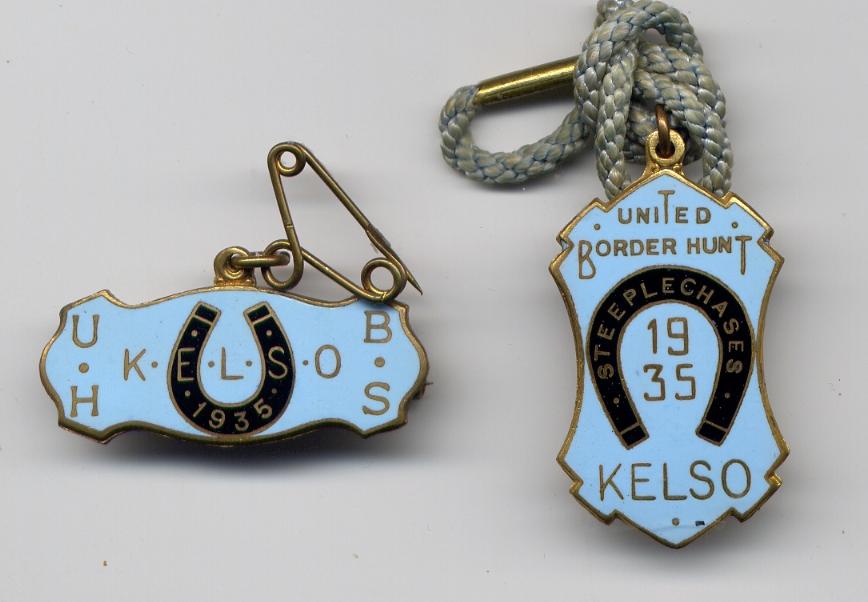 U B
K·E·L·S·O
H S
·1935·
·UNITED·
BORDER HUNT
·STEEPLECHASES·
19
35
KELSO